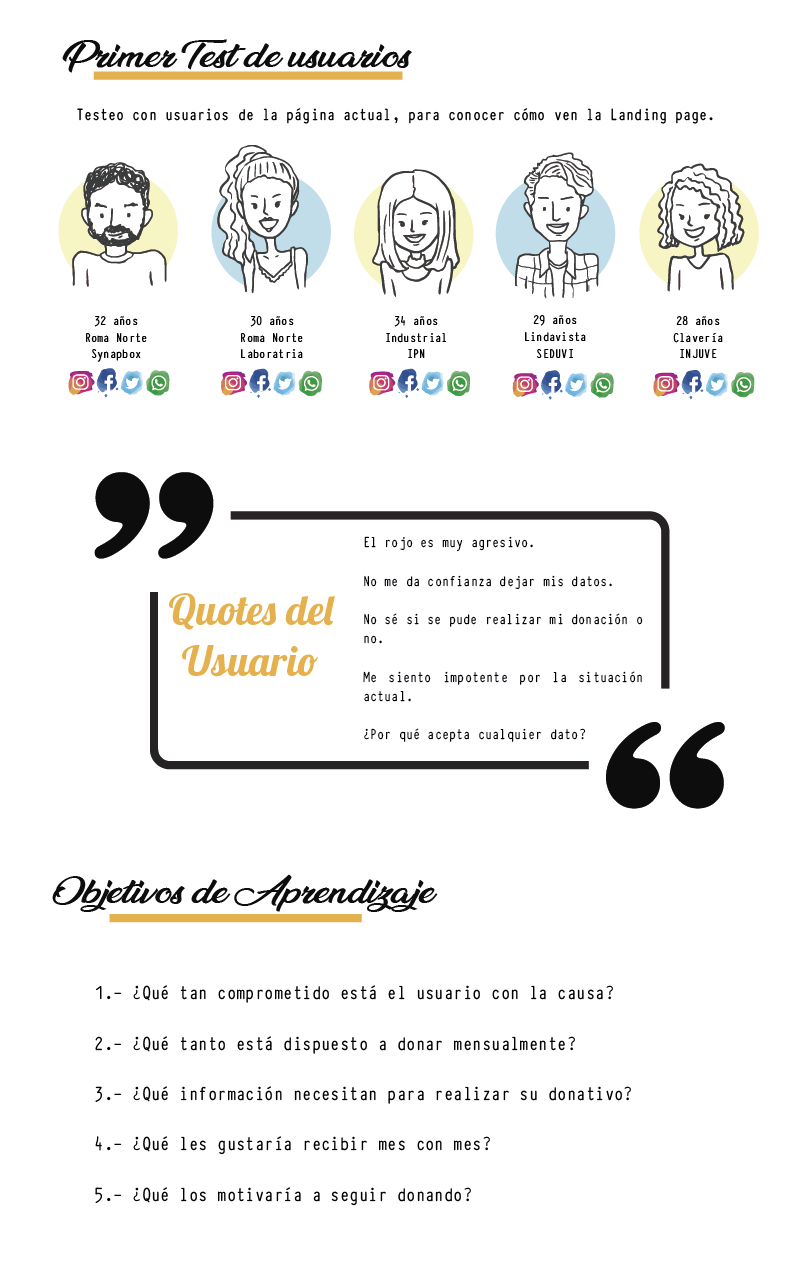 Primer Test de usuarios
Testeo con usuarios de la página actual, para conocer cómo ven la Landing page.
32 años
Roma Norte
Synapbox
30 años
Roma Norte
Laboratria
34 años
Industrial
IPN
29 años
Lindavista
SEDUVI
28 años
Clavería
INJUVE
Quotes del
Usuario
El rojo es muy agresivo.
No me da confianza dejar mis datos.
No sé si se pude realizar mi donación o
no.
Me siento impotente por la situación
actual.
¿Por qué acepta cualquier dato?
Objetivos de Aprendizaje
1.- ¿Qué tan comprometido está el usuario con la causa?
2.- ¿Qué tanto está dispuesto a donar mensualmente?
3.- ¿Qué información necesitan para realizar su donativo?
4.- ¿Qué les gustaría recibir mes con mes?
5.- ¿Qué los motivaría a seguir donando?